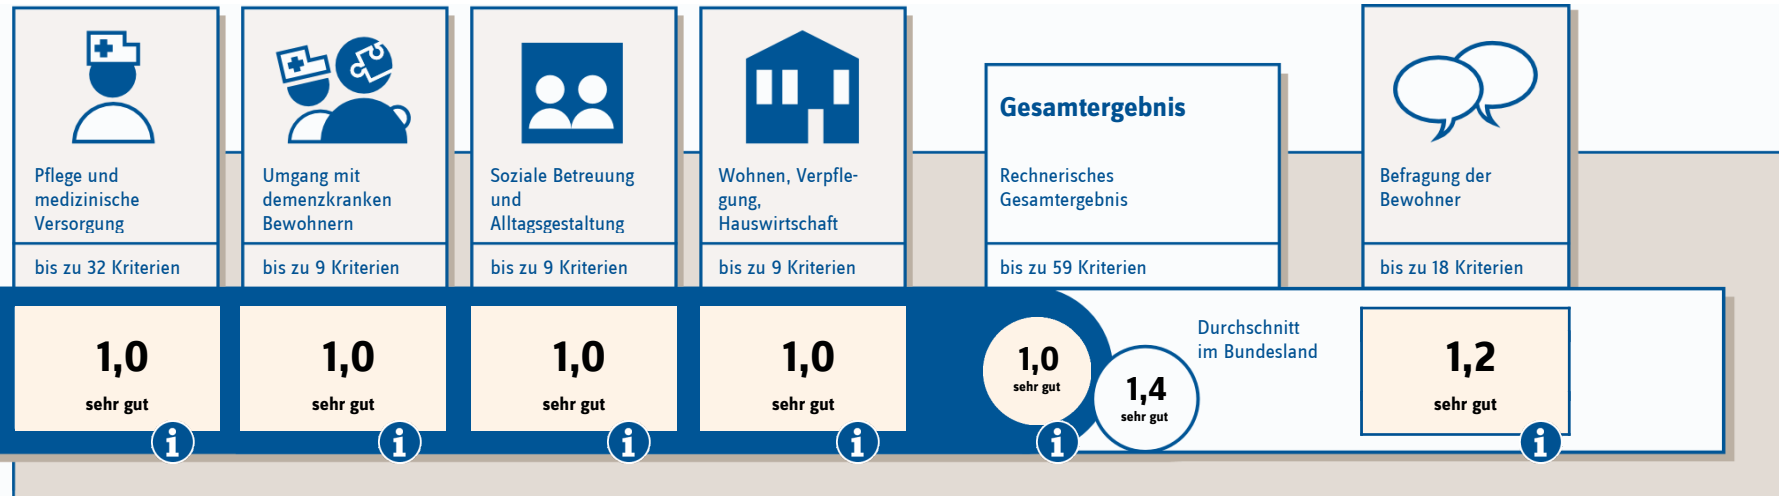 Pflege und
medizinische
Versorgung
bis zu 32 Kriterien
1,0
sehr gut
i
Umgang mit
demenzkranken
Bewohnern
bis zu 9 Kriterien
1,0
sehr gut
i
Soziale Betreuung
und
Alltagsgestaltung
bis zu 9 Kriterien
1,0
sehr gut
i
Wohnen, Verpfle-
gung,
Hauswirtschaft
bis zu 9 Kriterien
1,0
sehr gut
i
Gesamtergebnis
Rechnerisches
Gesamtergebnis
bis zu 59 Kriterien
1,0
sehr gut
i
1,4
sehr gut
Durchschnitt
im Bundesland
Befragung der
Bewohner
bis zu 18 Kriterien
1,2
sehr gut
i